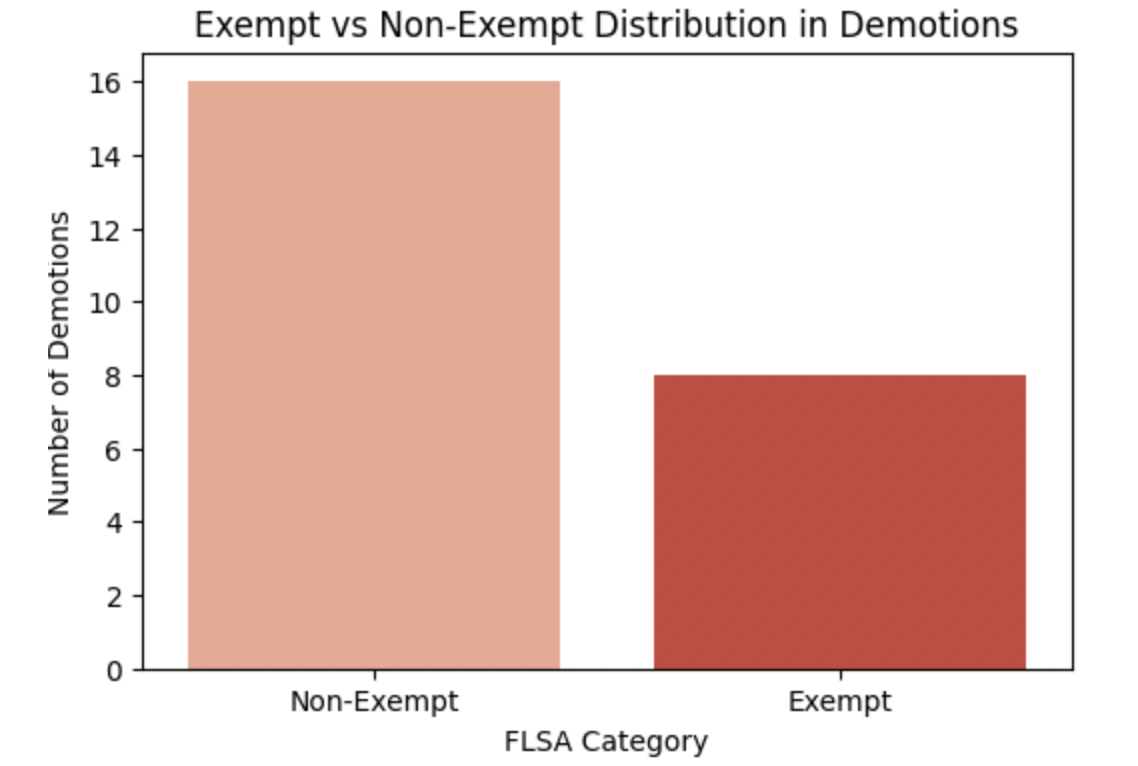 Exempt vs Non-Exempt Distribution in Demotions
Number of Demotions
16
14
12
10
8
6
4
2
0
Non-Exempt
Exempt
FLSA Category